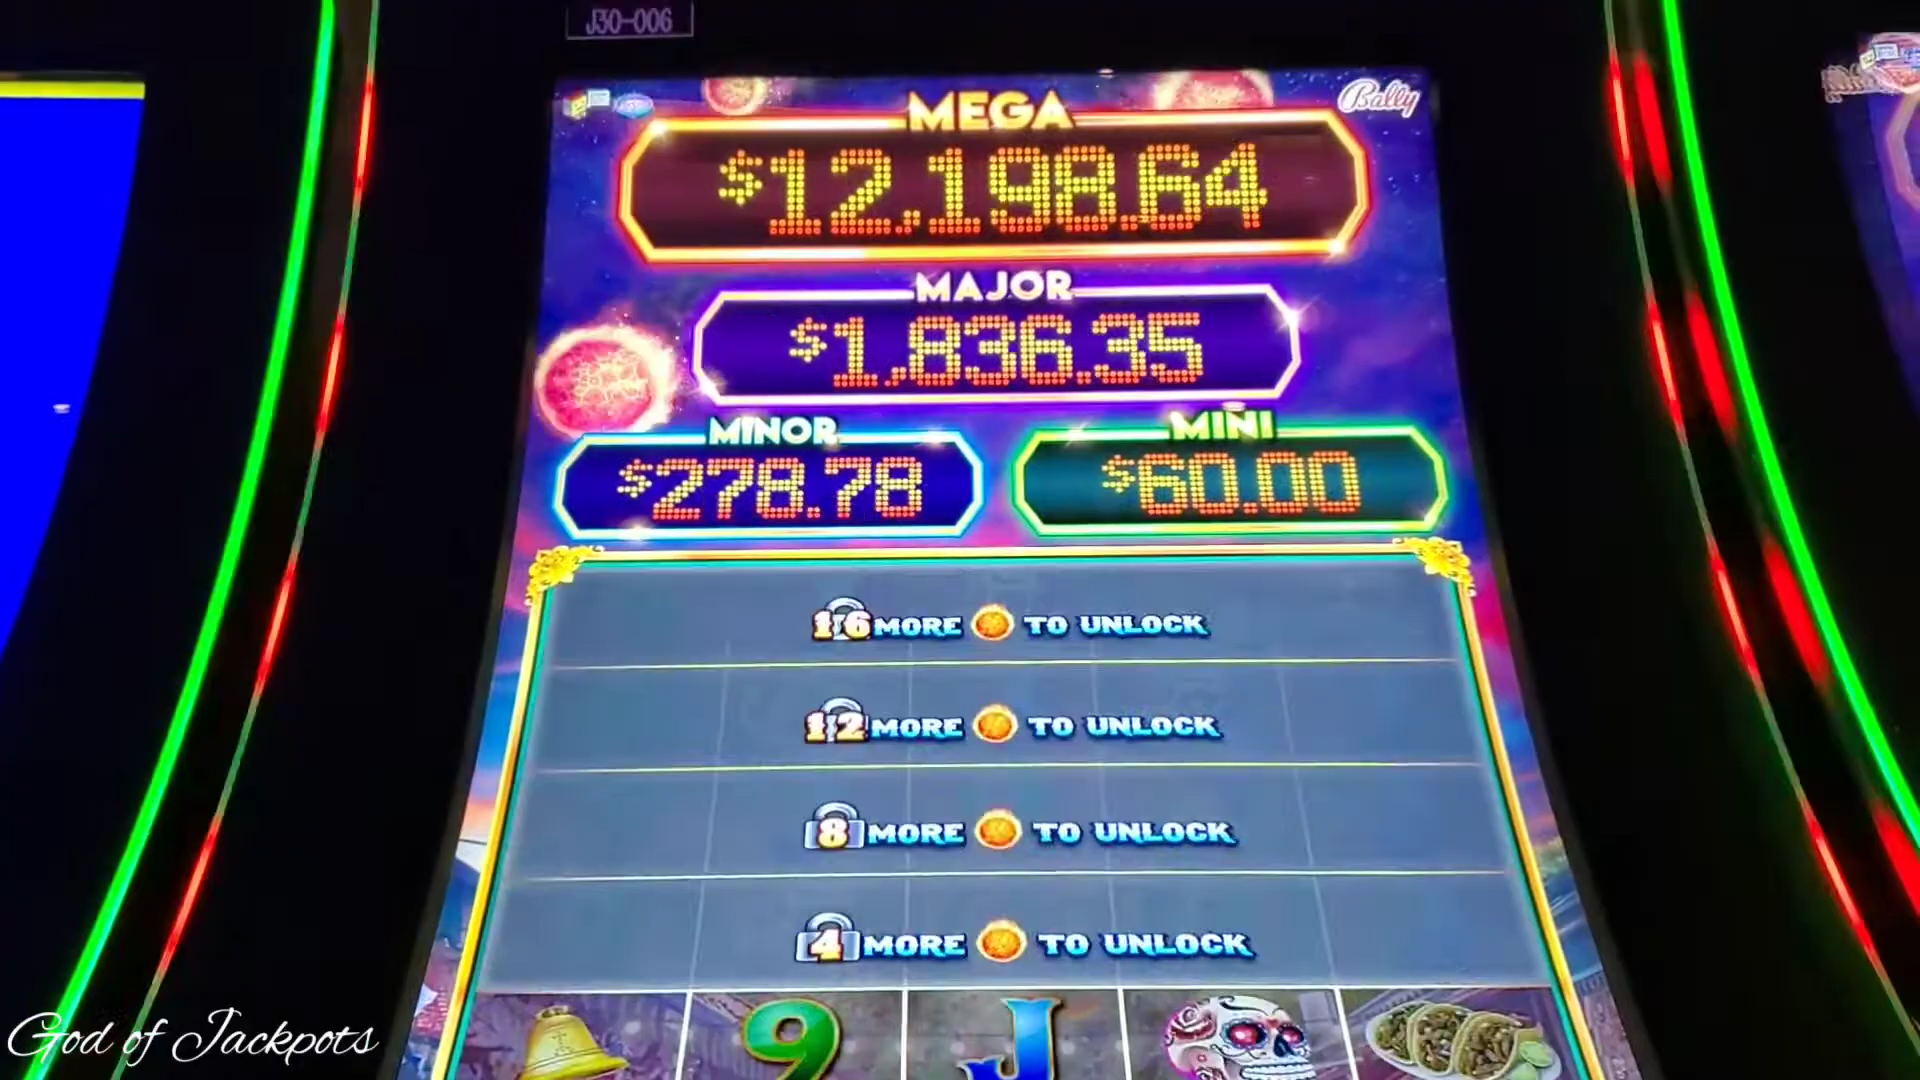 J30-006
Bally
MEGA
$12,198.64
MAJOR
$1,836.35
MINOR
$278.78
MINI
$60.00
16 MORE TO UNLOCK
12 MORE TO UNLOCK
8 MORE TO UNLOCK
4 MORE TO UNLOCK
9
J
God of Jackpots